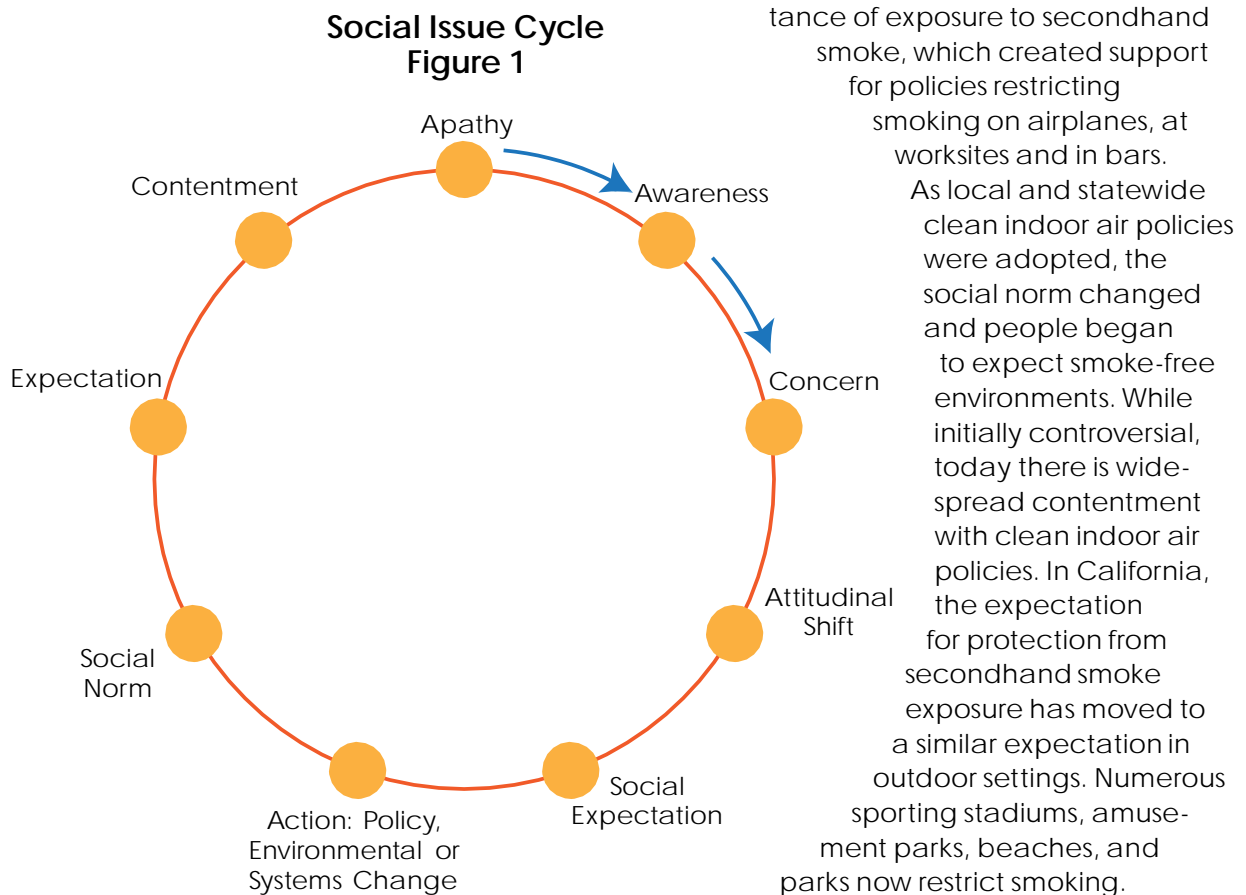 Social Issue Cycle
Figure 1
Apathy
Awareness
Concern
Attitudinal
Shift
Social
Expectation
Action: Policy,
Environmental or
Systems Change
Social
Norm
Expectation
Contentment
tance of exposure to secondhand
smoke, which created support
for policies restricting
smoking on airplanes, at
worksites and in bars.
As local and statewide
clean indoor air policies
were adopted, the
social norm changed
and people began
to expect smoke-free
environments. While
initially controversial,
today there is wide-
spread contentment
with clean indoor air
policies. In California,
the expectation
for protection from
secondhand smoke
exposure has moved to
a similar expectation in
outdoor settings. Numerous
sporting stadiums, amuse-
ment parks, beaches, and
parks now restrict smoking.